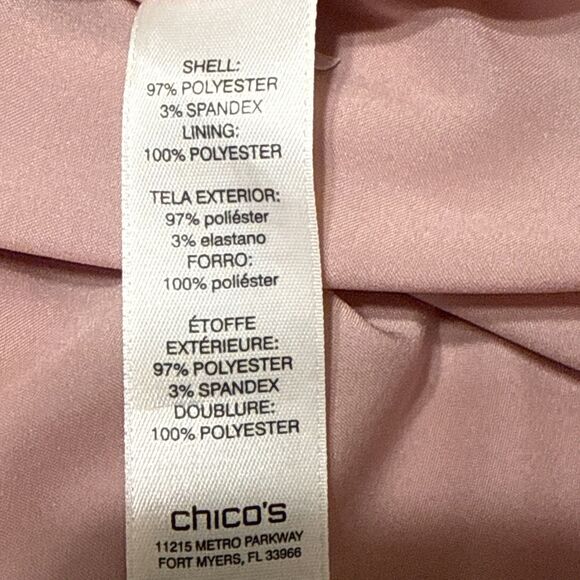 SHELL:
97% POLYESTER
3% SPANDEX
LINING:
100% POLYESTER
TELA EXTERIOR:
97% poliéster
3% elastano
FORRO:
100% poliéster
ÉTOFFE
EXTÉRIEURE:
97% POLYESTER
3% SPANDEX
DOUBLURE:
100% POLYESTER
chico's
11215 METRO PARKWAY
FORT MYERS, FL 33966